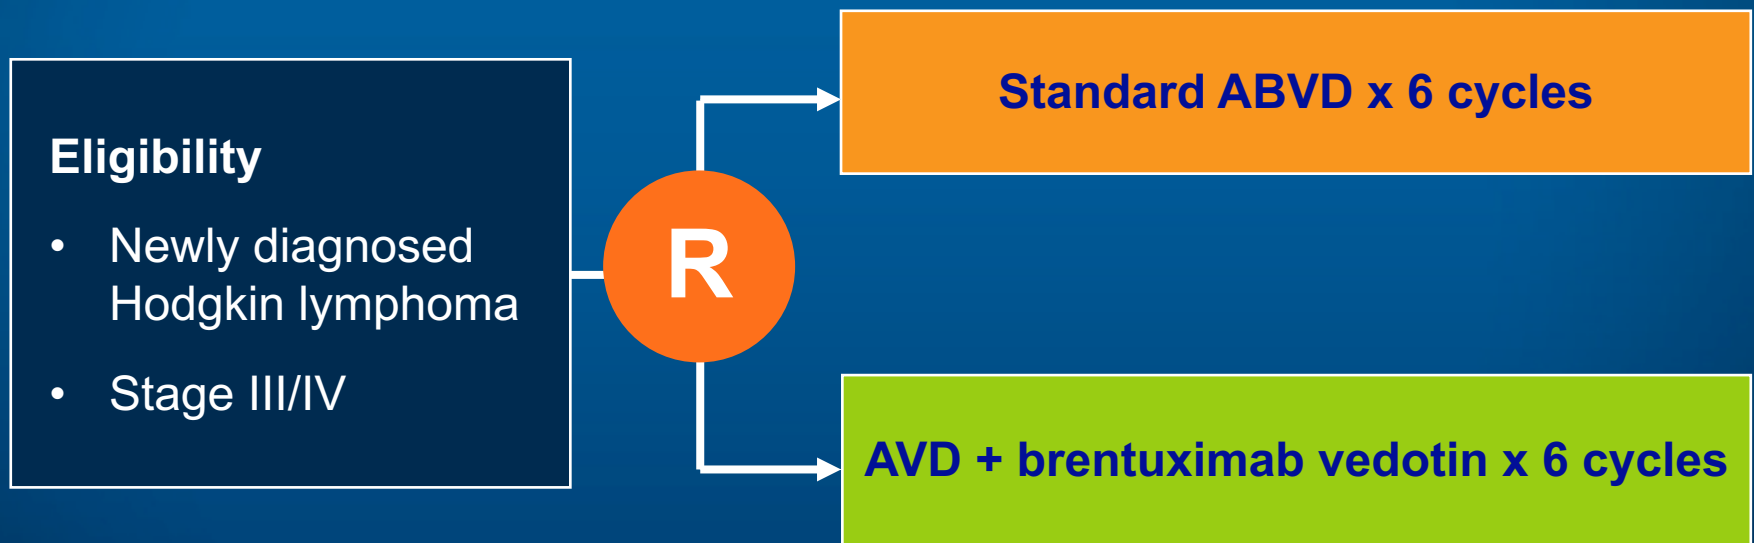 Eligibility
• Newly diagnosed
Hodgkin lymphoma
• Stage III/IV
R
Standard ABVD x 6 cycles
AVD + brentuximab vedotin x 6 cycles